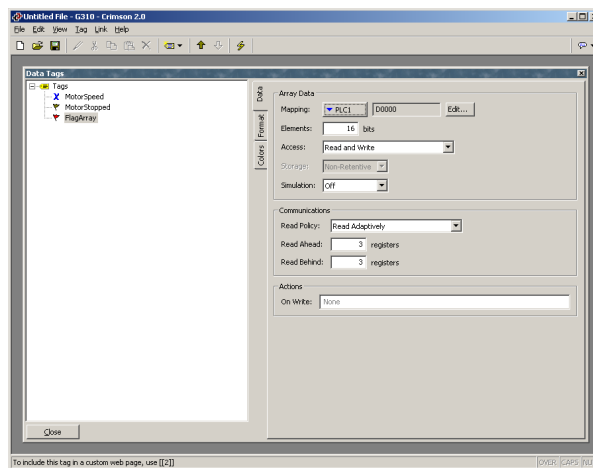 Untitled File - G310 - Crimson 2.0
File Edit View Tag Link Help
Data Tags
Tags
MotorSpeed
MotorStopped
FlagArray
Data
Format
Colors
Array Data
Mapping: PLC1 D0000 Edit...
Elements: 16 bits
Access: Read and Write
Storage: Non-Retentive
Simulation: Off
Communications
Read Policy: Read Adaptively
Read Ahead: 3 registers
Read Behind: 3 registers
Actions
On Write: None
Close
To include this tag in a custom web page, use [[2]]
OVER CAPS NU